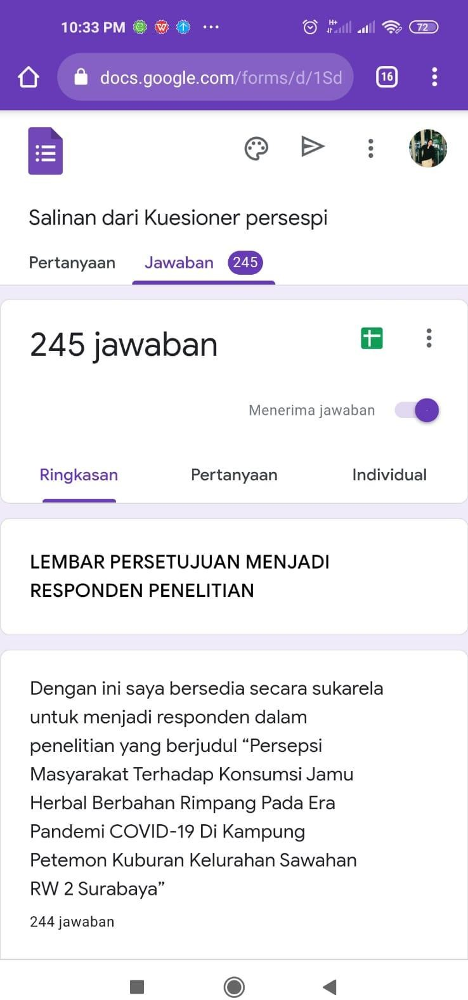 10:33 PM
H+
72
docs.google.com/forms/d/1Sd
16
Salinan dari Kuesioner persespi
Pertanyaan Jawaban 245
245 jawaban
Menerima jawaban
Ringkasan Pertanyaan Individual
LEMBAR PERSETUJUAN MENJADI
RESPONDEN PENELITIAN
Dengan ini saya bersedia secara sukarela
untuk menjadi responden dalam
penelitian yang berjudul “Persepsi
Masyarakat Terhadap Konsumsi Jamu
Herbal Berbahan Rimpang Pada Era
Pandemi COVID-19 Di Kampung
Petemon Kuburan Kelurahan Sawahan
RW 2 Surabaya”
244 jawaban